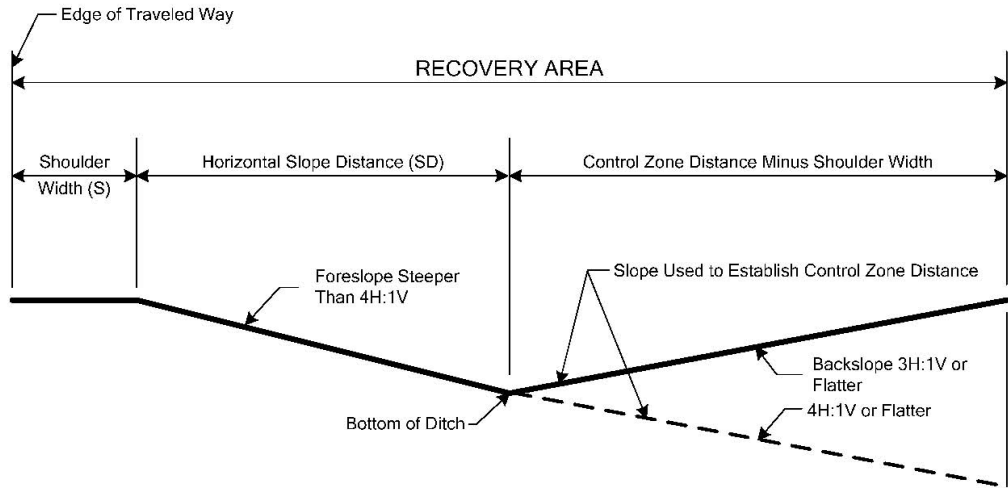 Edge of Traveled Way
RECOVERY AREA
Shoulder
Width (S)
Horizontal Slope Distance (SD)
Control Zone Distance Minus Shoulder Width
Foreslope Steeper
Than 4H:1V
Slope Used to Establish Control Zone Distance
Backslope 3H:1V or
Flatter
4H:1V or Flatter
Bottom of Ditch